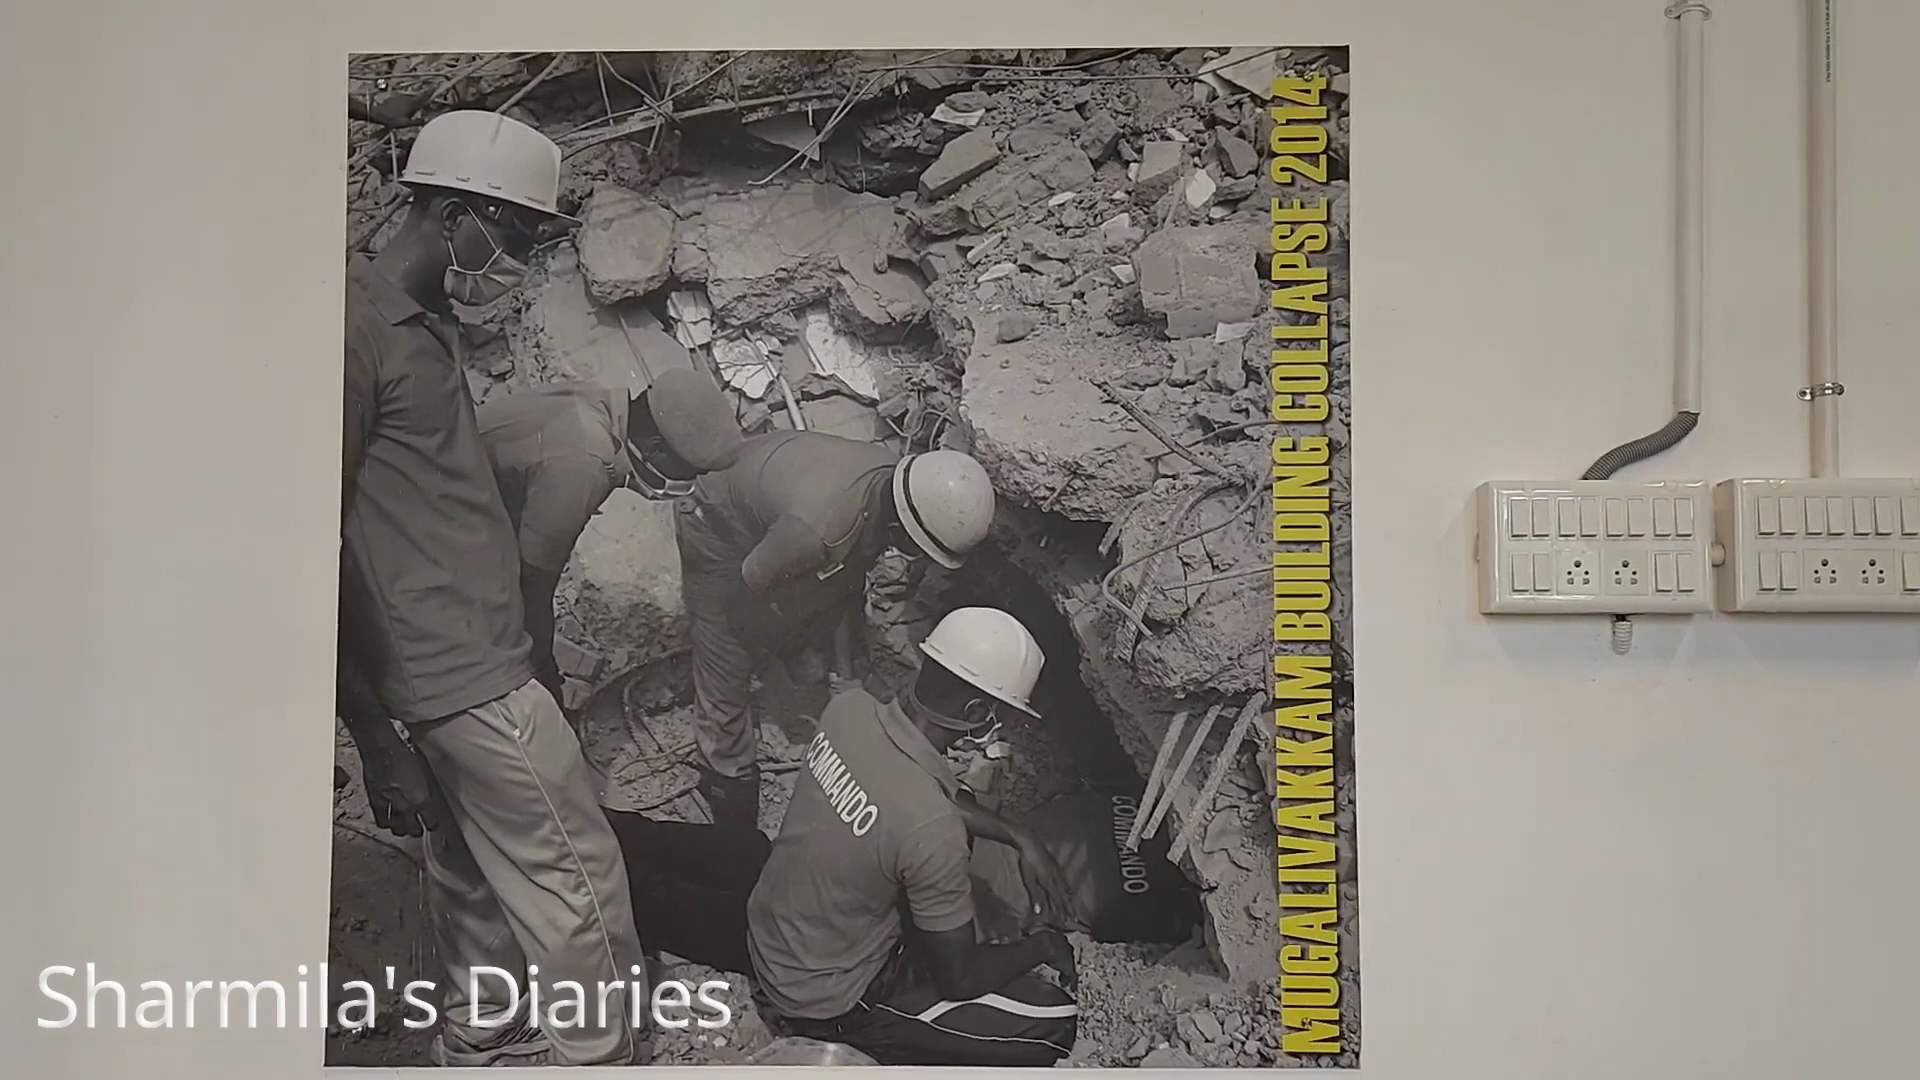 MUGALIVAKKAM BUILDING COLLAPSE 2014
COMMANDO
COMMANDO
Sharmila's Diaries